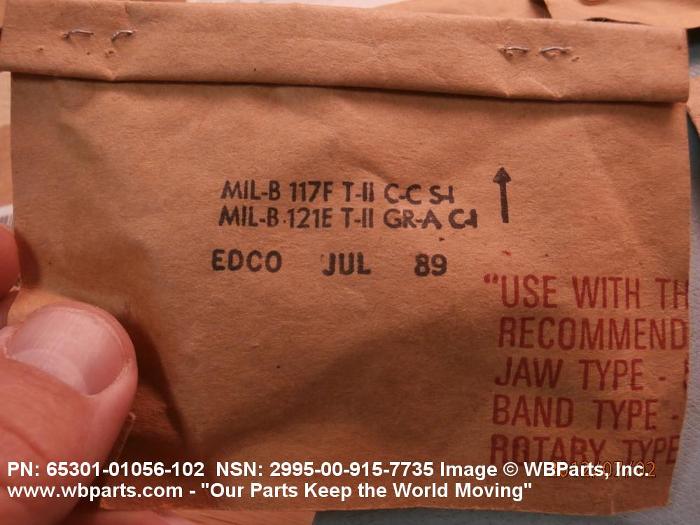 MIL-B 117F T-II C-C S-I
MIL-B-121E T-II GR-A C-I
EDCO JUL 89
"USE WITH TH
RECOMMEND
JAW TYPE -
BAND TYPE -
ROTARY TYPE
PN: 65301-01056-102 NSN: 2995-00-915-7735 Image © WBParts, Inc.
www.wbparts.com - "Our Parts Keep the World Moving"